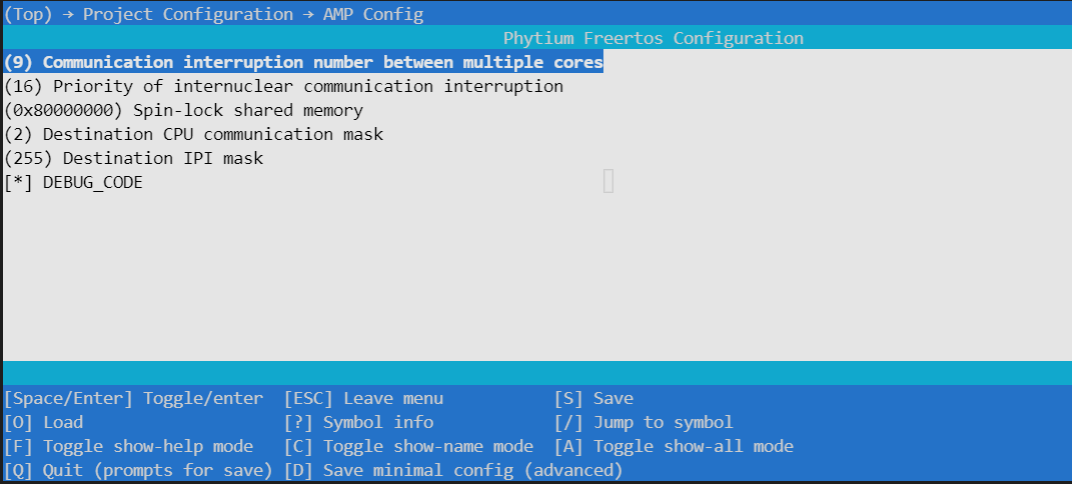 (Top) → Project Configuration → AMP Config
Phytium Freertos Configuration
(9) Communication interruption number between multiple cores
(16) Priority of internuclear communication interruption
(0x80000000) Spin-lock shared memory
(2) Destination CPU communication mask
(255) Destination IPI mask
[*] DEBUG_CODE
[Space/Enter] Toggle/enter [ESC] Leave menu [S] Save
[O] Load [?] Symbol info [/] Jump to symbol
[F] Toggle show-help mode [C] Toggle show-name mode [A] Toggle show-all mode
[Q] Quit (prompts for save) [D] Save minimal config (advanced)